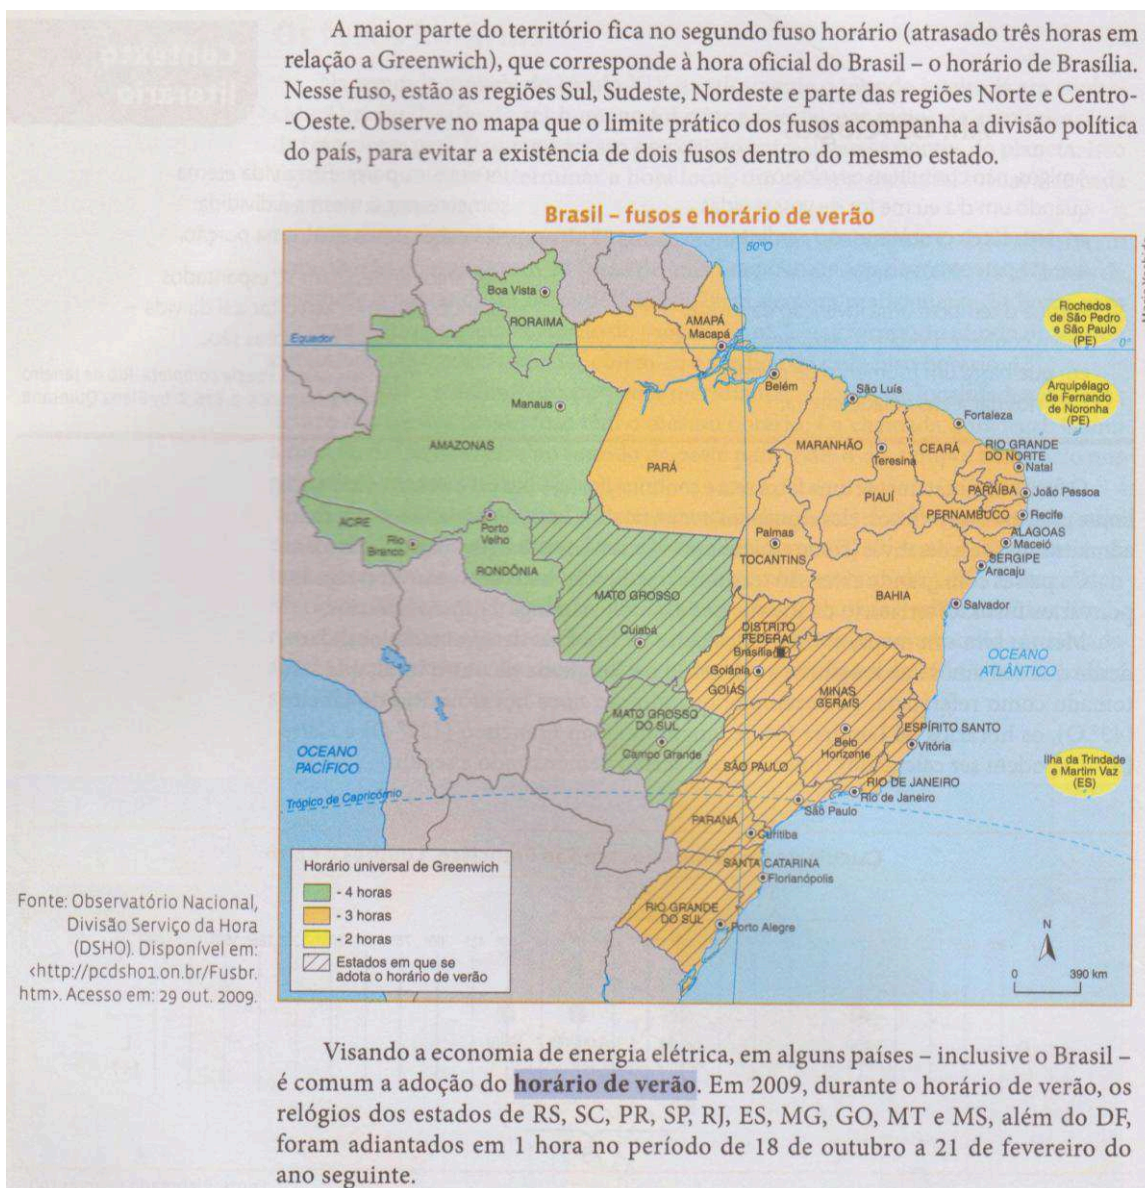 A maior parte do território fica no segundo fuso horário (atrasado três horas em
relação a Greenwich), que corresponde à hora oficial do Brasil – o horário de Brasília.
Nesse fuso, estão as regiões Sul, Sudeste, Nordeste e parte das regiões Norte e Centro-
-Oeste. Observe no mapa que o limite prático dos fusos acompanha a divisão política
do país, para evitar a existência de dois fusos dentro do mesmo estado.
Brasil – fusos e horário de verão
50°O
Boa Vista
RORAIMA
AMAPÁ
Macapá
Rochedos
de São Pedro
e São Paulo
(PE)
Equador
0°
Belém
São Luís
Arquipélago
de Fernando
de Noronha
(PE)
Manaus
Fortaleza
AMAZONAS
PARÁ
MARANHÃO
Teresina
CEARÁ
RIO GRANDE
DO NORTE
Natal
PIAUÍ
PARAÍBA
João Pessoa
PERNAMBUCO
Recife
ACRE
Rio
Branco
Porto
Velho
RONDÔNIA
Palmas
TOCANTINS
ALAGOAS
Maceió
SERGIPE
Aracaju
MATO GROSSO
BAHIA
Salvador
Cuiabá
DISTRITO
FEDERAL
Brasília
Goiânia
GOIÁS
OCEANO
ATLÂNTICO
MINAS
GERAIS
MATO GROSSO
DO SUL
Campo Grande
Belo
Horizonte
ESPÍRITO SANTO
Vitória
OCEANO
PACÍFICO
SÃO PAULO
Ilha da Trindade
e Martim Vaz
(ES)
RIO DE JANEIRO
Rio de Janeiro
Trópico de Capricórnio
São Paulo
PARANÁ
Curitiba
SANTA CATARINA
Florianópolis
RIO GRANDE
DO SUL
Porto Alegre
Horário universal de Greenwich
- 4 horas
- 3 horas
- 2 horas
Estados em que se
adota o horário de verão
N
0 390 km
Fonte: Observatório Nacional,
Divisão Serviço da Hora
(DSHO). Disponível em:
<http://pcdsho1.on.br/Fusbr.
htm>. Acesso em: 29 out. 2009.
Visando a economia de energia elétrica, em alguns países – inclusive o Brasil –
é comum a adoção do horário de verão. Em 2009, durante o horário de verão, os
relógios dos estados de RS, SC, PR, SP, RJ, ES, MG, GO, MT e MS, além do DF,
foram adiantados em 1 hora no período de 18 de outubro a 21 de fevereiro do
ano seguinte.